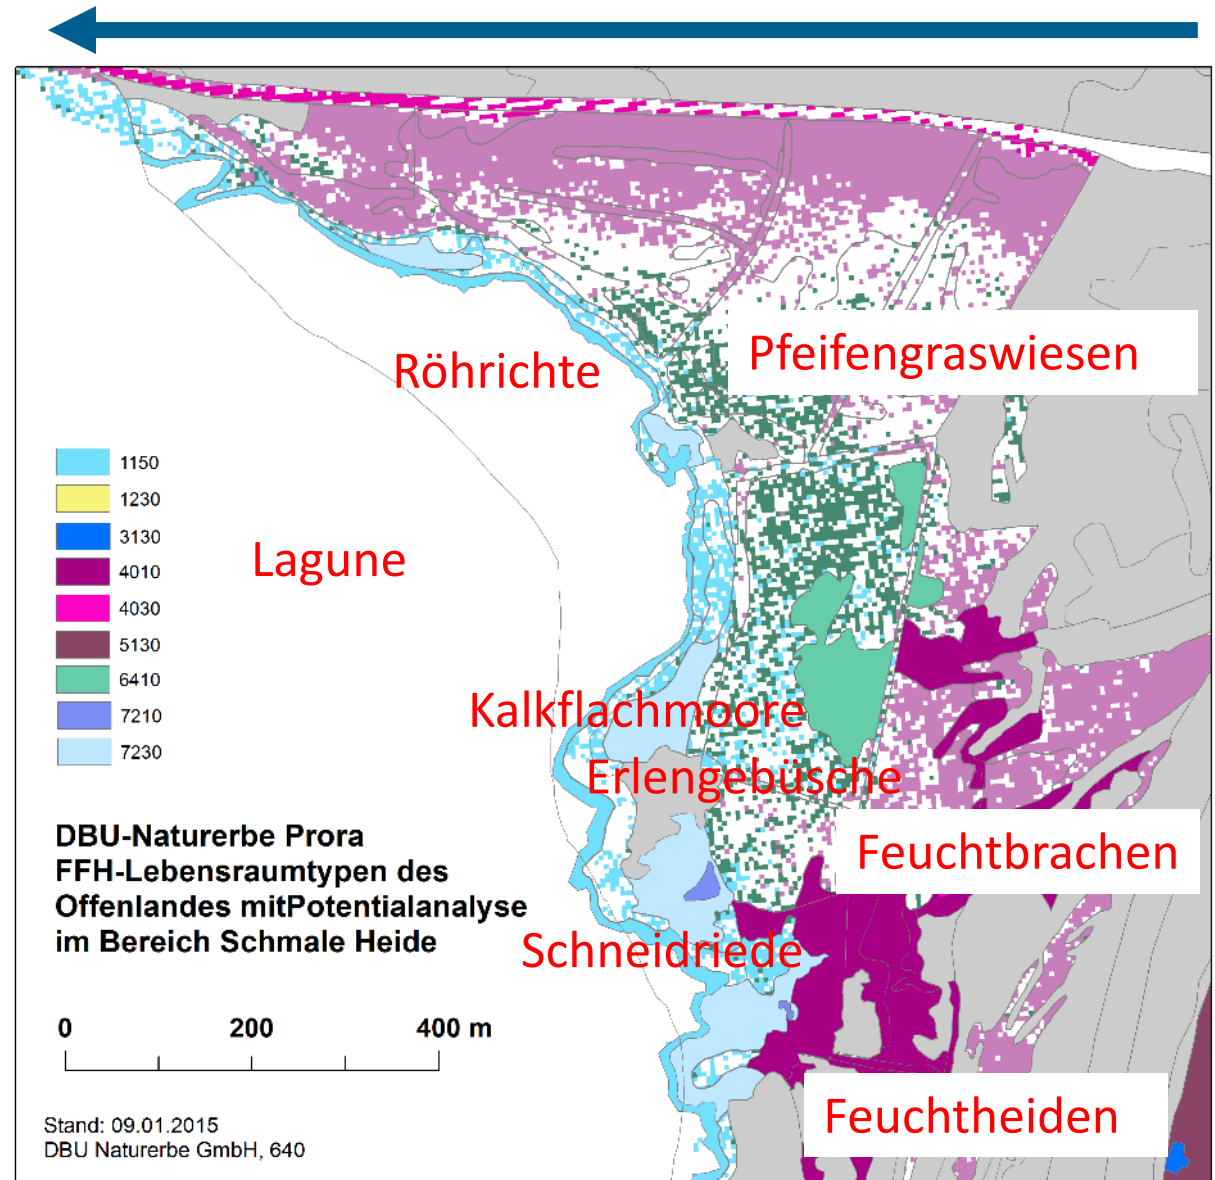 Pfeifengraswiesen
Röhrichte
1150
1230
3130
4010
4030
5130
6410
7210
7230
Lagune
Kalkflachmoore
Erlengebüsche
Feuchtbrachen
DBU-Naturerbe Prora
FFH-Lebensraumtypen des
Offenlandes mitPotentialanalyse
im Bereich Schmale Heide
Schneidriede
0 200 400 m
Feuchtheiden
Stand: 09.01.2015
DBU Naturerbe GmbH, 640